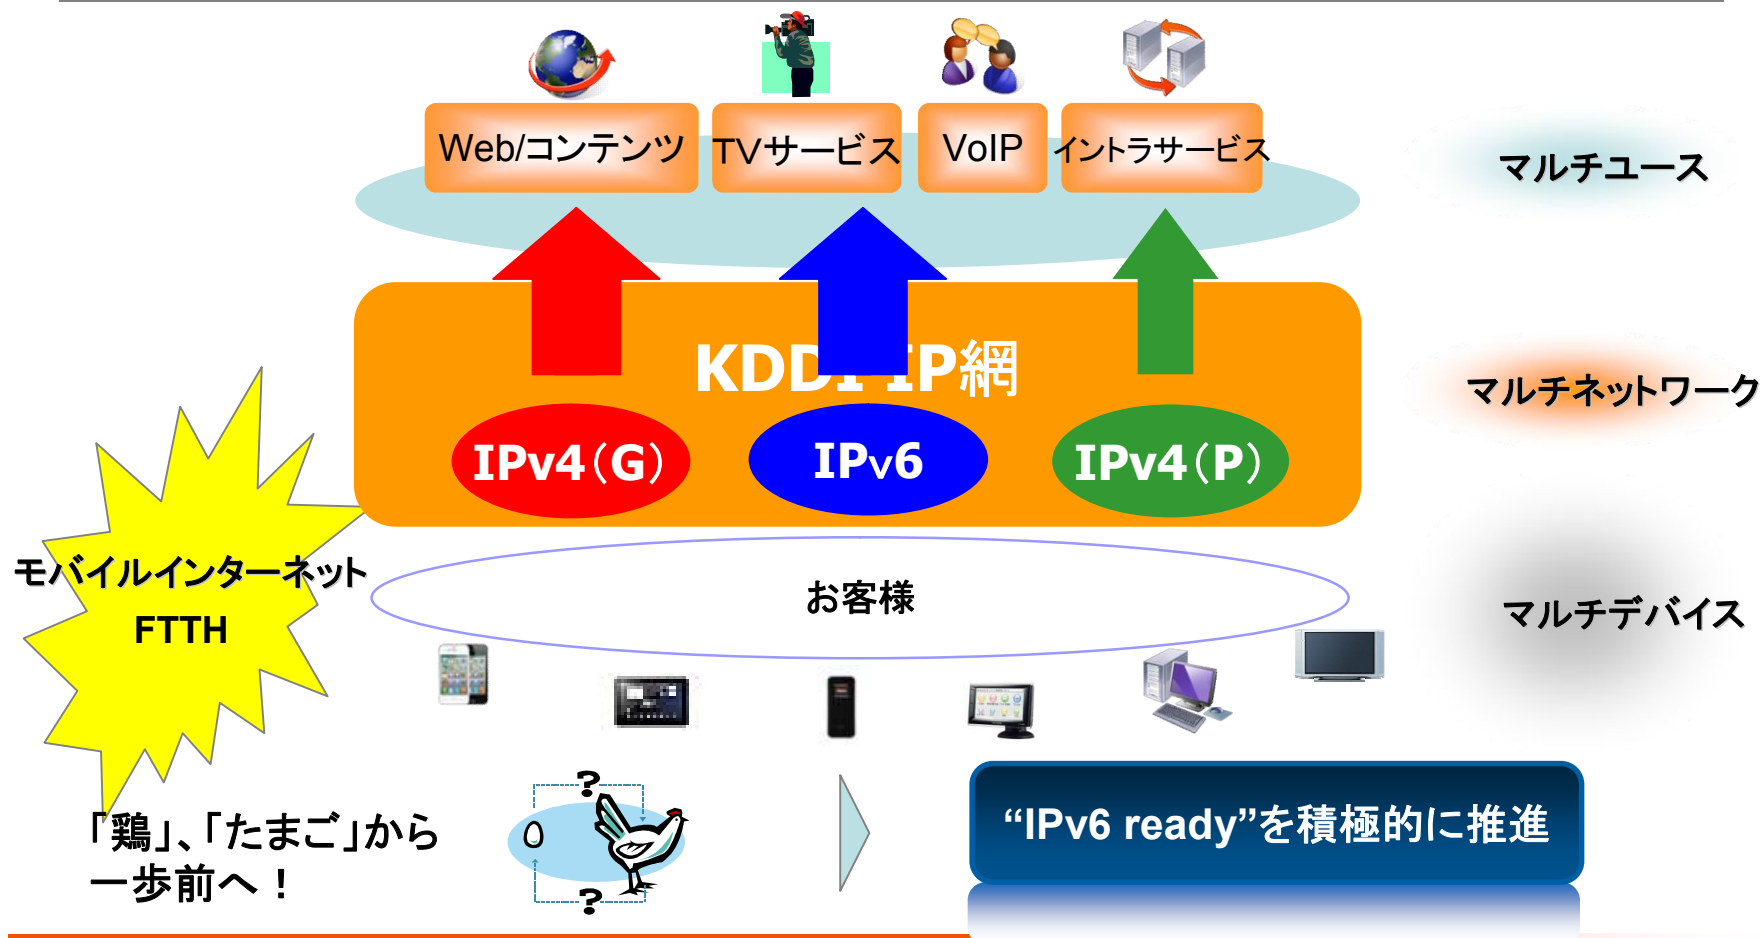 Web/コンテンツ
TVサービス
VoIP
イントラサービス
マルチユース
KDDI IP網
マルチネットワーク
IPv4（G）
IPv6
IPv4（P）
モバイルインターネット
FTTH
お客様
マルチデバイス
?
?
「鶏」、「たまご」から
一歩前へ！
“IPv6 ready”を積極的に推進